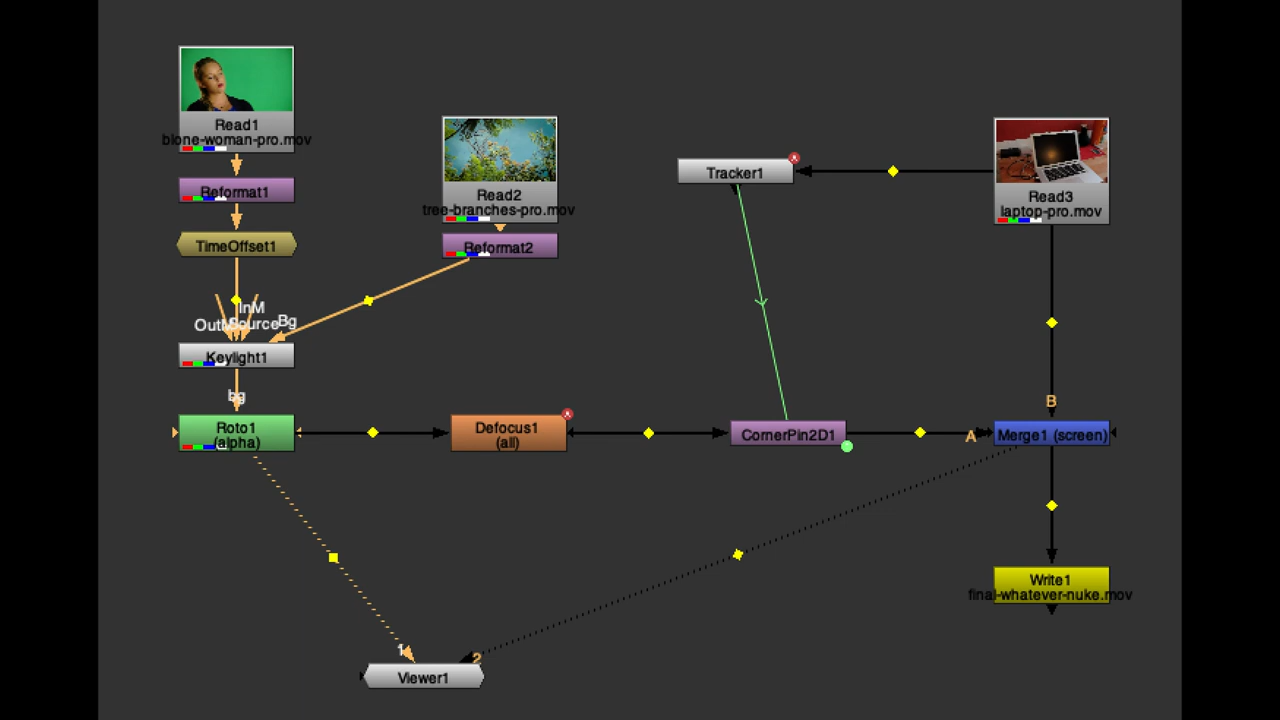 Read1
blone-woman-pro.mov
Reformat1
TimeOffset1
InM
Source
Bg
Keylight1
bg
Roto1
(alpha)
Read2
tree-branches-pro.mov
Reformat2
Defocus1
(all)
Tracker1
CornerPin2D1
Read3
laptop-pro.mov
B
A
Merge1 (screen)
Write1
final-whatever-nuke.mov
1
2
Viewer1